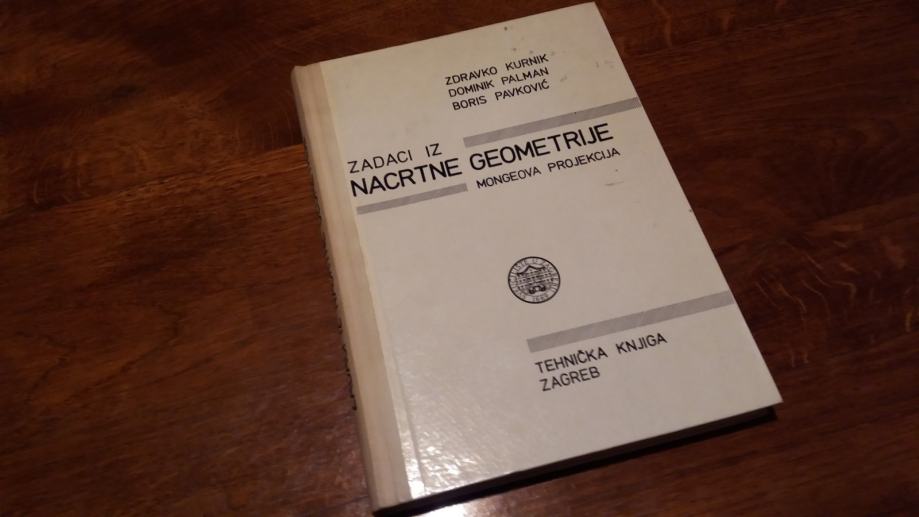 ZDRAVKO KURNIK
DOMINIK PALMAN
BORIS PAVKOVIĆ
ZADACI IZ
NACRTNE GEOMETRIJE
MONGEOVA PROJEKCIJA
TEHNIČKA KNJIGA
ZAGREB